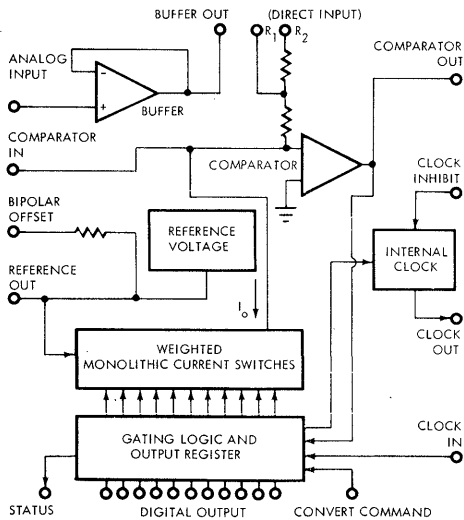 BUFFER OUT
(DIRECT INPUT)
R1
R2
COMPARATOR
OUT
ANALOG
INPUT
-
+
BUFFER
COMPARATOR
IN
COMPARATOR
CLOCK
INHIBIT
BIPOLAR
OFFSET
REFERENCE
VOLTAGE
INTERNAL
CLOCK
REFERENCE
OUT
Io
CLOCK
OUT
WEIGHTED
MONOLITHIC CURRENT SWITCHES
GATING LOGIC AND
OUTPUT REGISTER
CLOCK
IN
STATUS
DIGITAL OUTPUT
CONVERT COMMAND